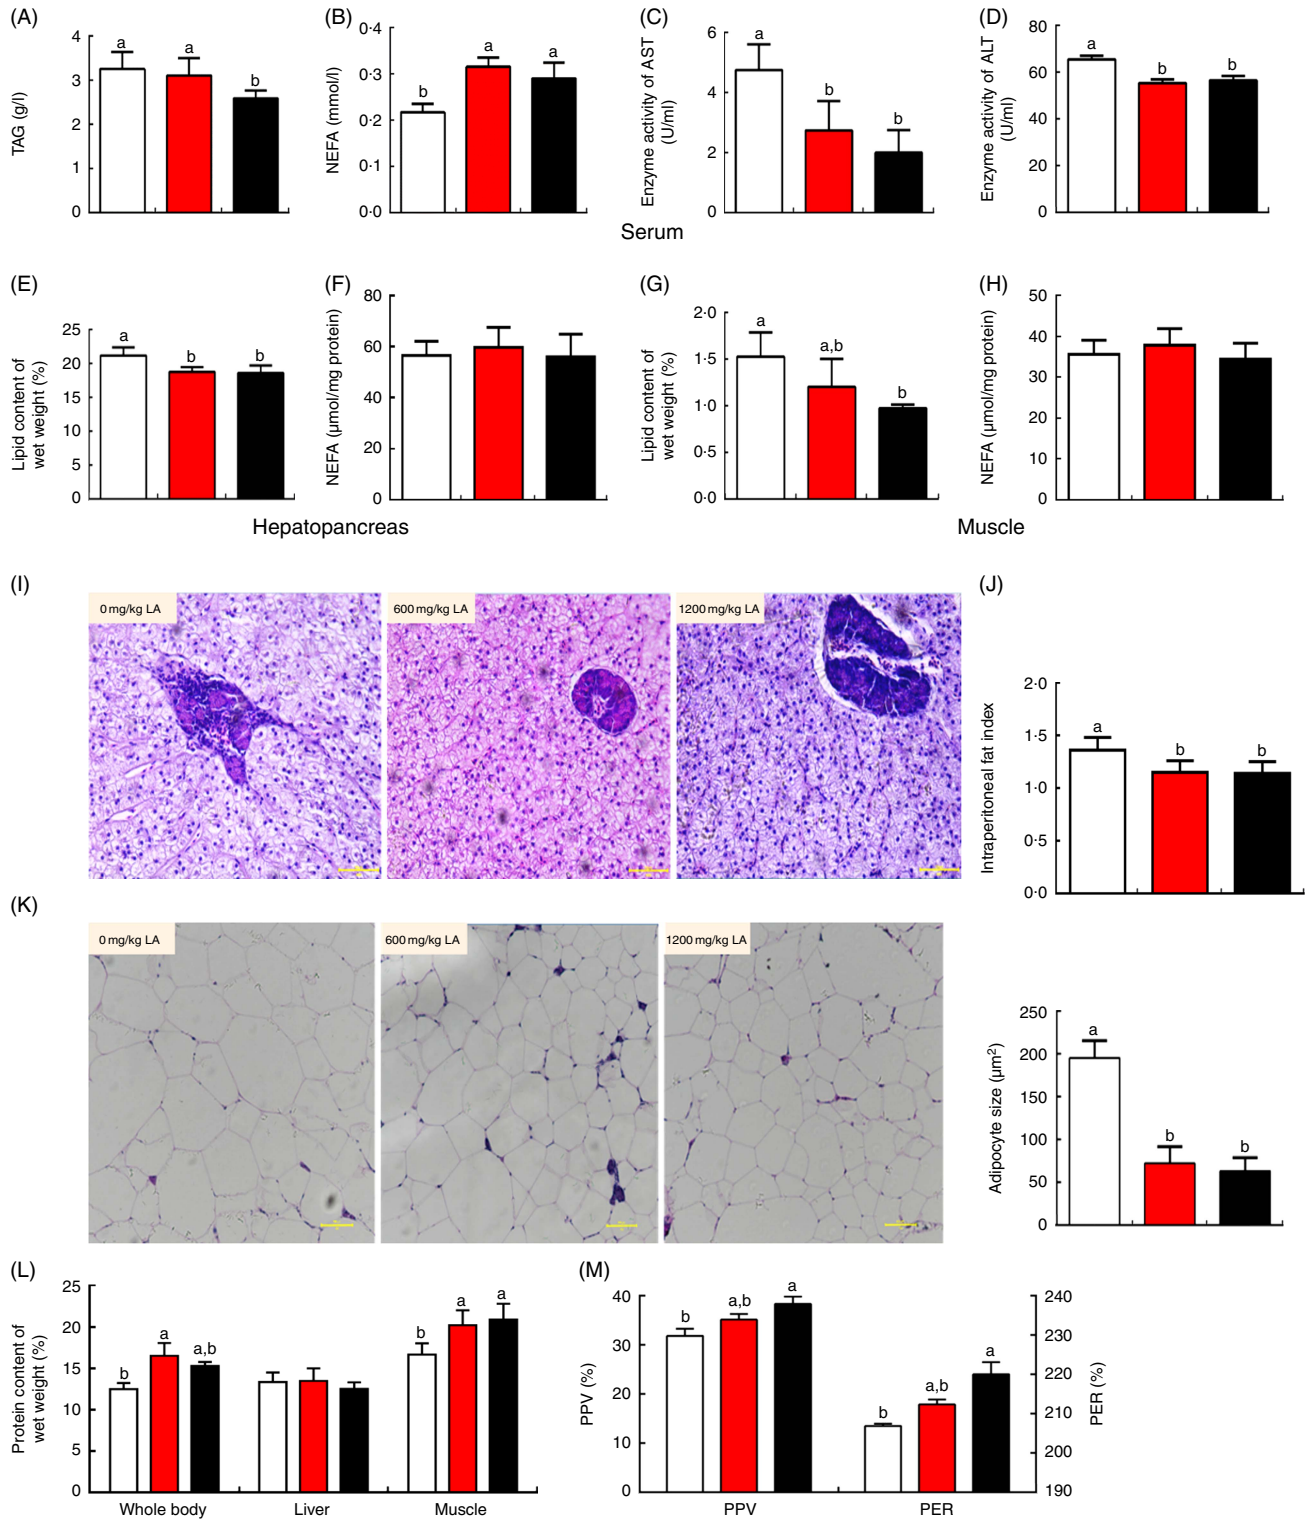 (A)
TAG (g/l)
4
3
2
1
0
a
a
b
(B)
NEFA (mmol/l)
0·4
0·3
0·2
0·1
0·0
b
a
a
(C)
Enzyme activity of AST
(U/ml)
6
4
2
0
a
b
b
(D)
Enzyme activity of ALT
(U/ml)
80
60
40
20
0
a
b
b
Serum
(E)
Lipid content of
wet weight (%)
25
20
15
10
5
0
a
b
b
(F)
NEFA (µmol/mg protein)
80
60
40
20
0
(G)
Lipid content of
wet weight (%)
2·0
1·5
1·0
0·5
0·0
a
a,b
b
(H)
NEFA (µmol/mg protein)
50
40
30
20
10
0
Hepatopancreas
Muscle
(I)
0 mg/kg LA
600 mg/kg LA
1200 mg/kg LA
(J)
Intraperitoneal fat index
2·0
1·5
1·0
0·5
0·0
a
b
b
(K)
0 mg/kg LA
600 mg/kg LA
1200 mg/kg LA
Adipocyte size (µm²)
250
200
150
100
50
0
a
b
b
(L)
Protein content of
wet weight (%)
25
20
15
10
5
0
b
a
a,b
b
a
a
Whole body
Liver
Muscle
(M)
PPV (%)
40
30
20
10
0
b
a,b
a
b
a,b
a
PPV
PER
240
230
220
210
200
190
PER (%)